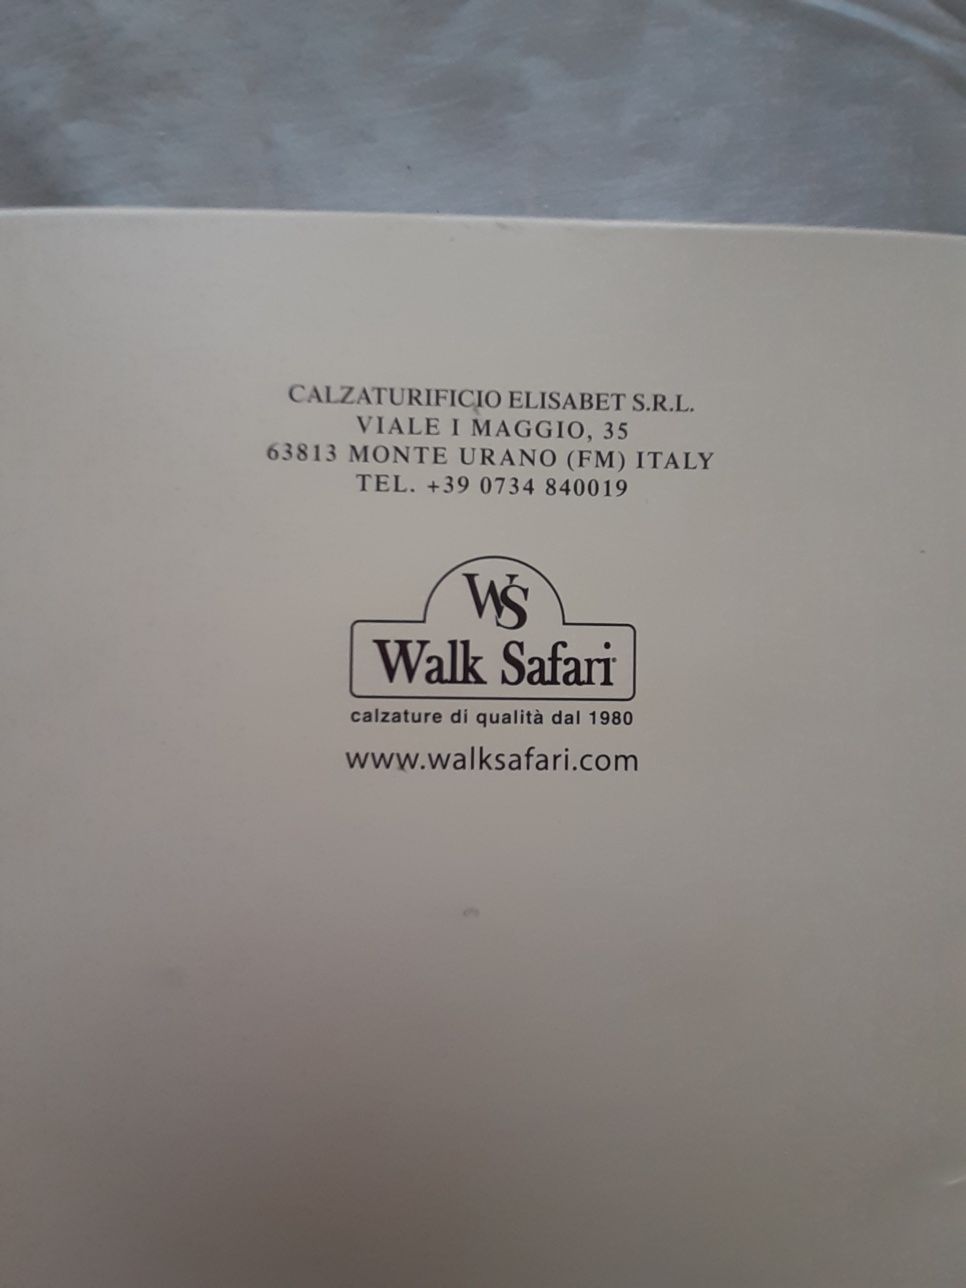 CALZATURIFICIO ELISABET S.R.L.
VIALE I MAGGIO, 35
63813 MONTE URANO (FM) ITALY
TEL. +39 0734 840019
WS
Walk Safari
calzature di qualità dal 1980
www.walksafari.com